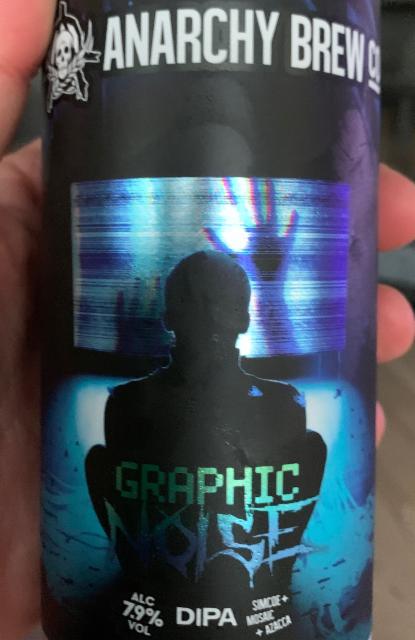 ANARCHY BREW CO
GRAPHIC
NOISE
ALC
7.9%
VOL
DIPA
SIMCOE +
MOSAIC
+ AZACCA